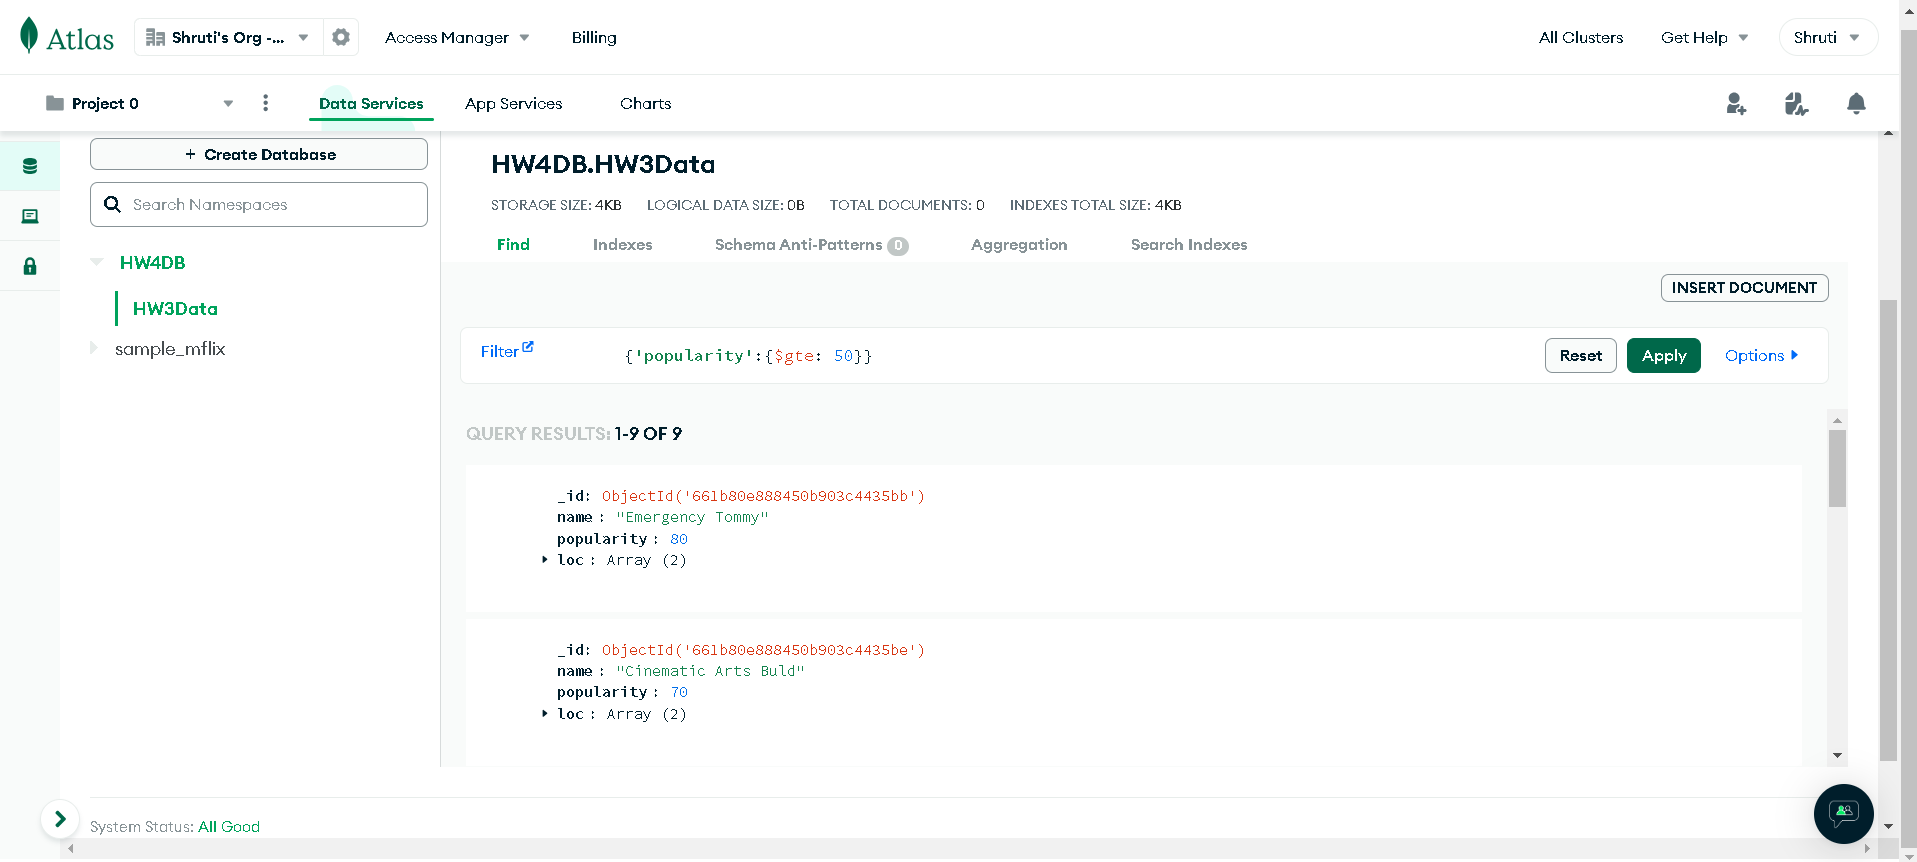 Atlas
Shruti's Org -...
Access Manager
Billing
All Clusters
Get Help
Shruti
Project 0
Data Services
App Services
Charts
+ Create Database
Search Namespaces
HW4DB
HW3Data
sample_mflix
HW4DB.HW3Data
STORAGE SIZE: 4KB LOGICAL DATA SIZE: 0B TOTAL DOCUMENTS: 0 INDEXES TOTAL SIZE: 4KB
Find Indexes Schema Anti-Patterns 0 Aggregation Search Indexes
INSERT DOCUMENT
Filter {'popularity':{$gte: 50}} Reset Apply Options
QUERY RESULTS: 1-9 OF 9
_id: ObjectId('661b80e888450b903c4435bb')
name : "Emergency Tommy"
popularity : 80
loc : Array (2)
_id: ObjectId('661b80e888450b903c4435be')
name : "Cinematic Arts Buld"
popularity : 70
loc : Array (2)
System Status: All Good